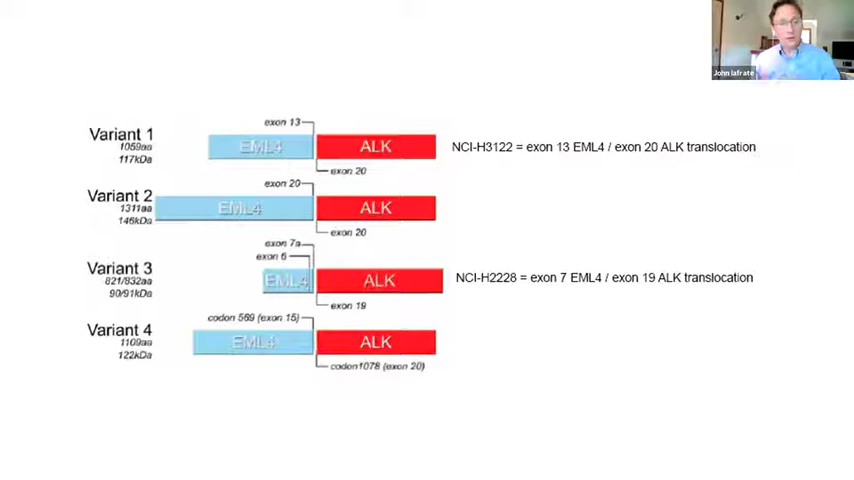 John Iafrate
exon 13
Variant 1
1059aa
117kDa
EML4
ALK
NCI-H3122 = exon 13 EML4 / exon 20 ALK translocation
exon 20
exon 20
Variant 2
1311aa
146kDa
EML4
ALK
exon 20
exon 7a
exon 6
Variant 3
821/832aa
90/91kDa
EML4
ALK
NCI-H2228 = exon 7 EML4 / exon 19 ALK translocation
exon 19
codon 569 (exon 15)
Variant 4
1109aa
122kDa
EML4
ALK
codon1078 (exon 20)